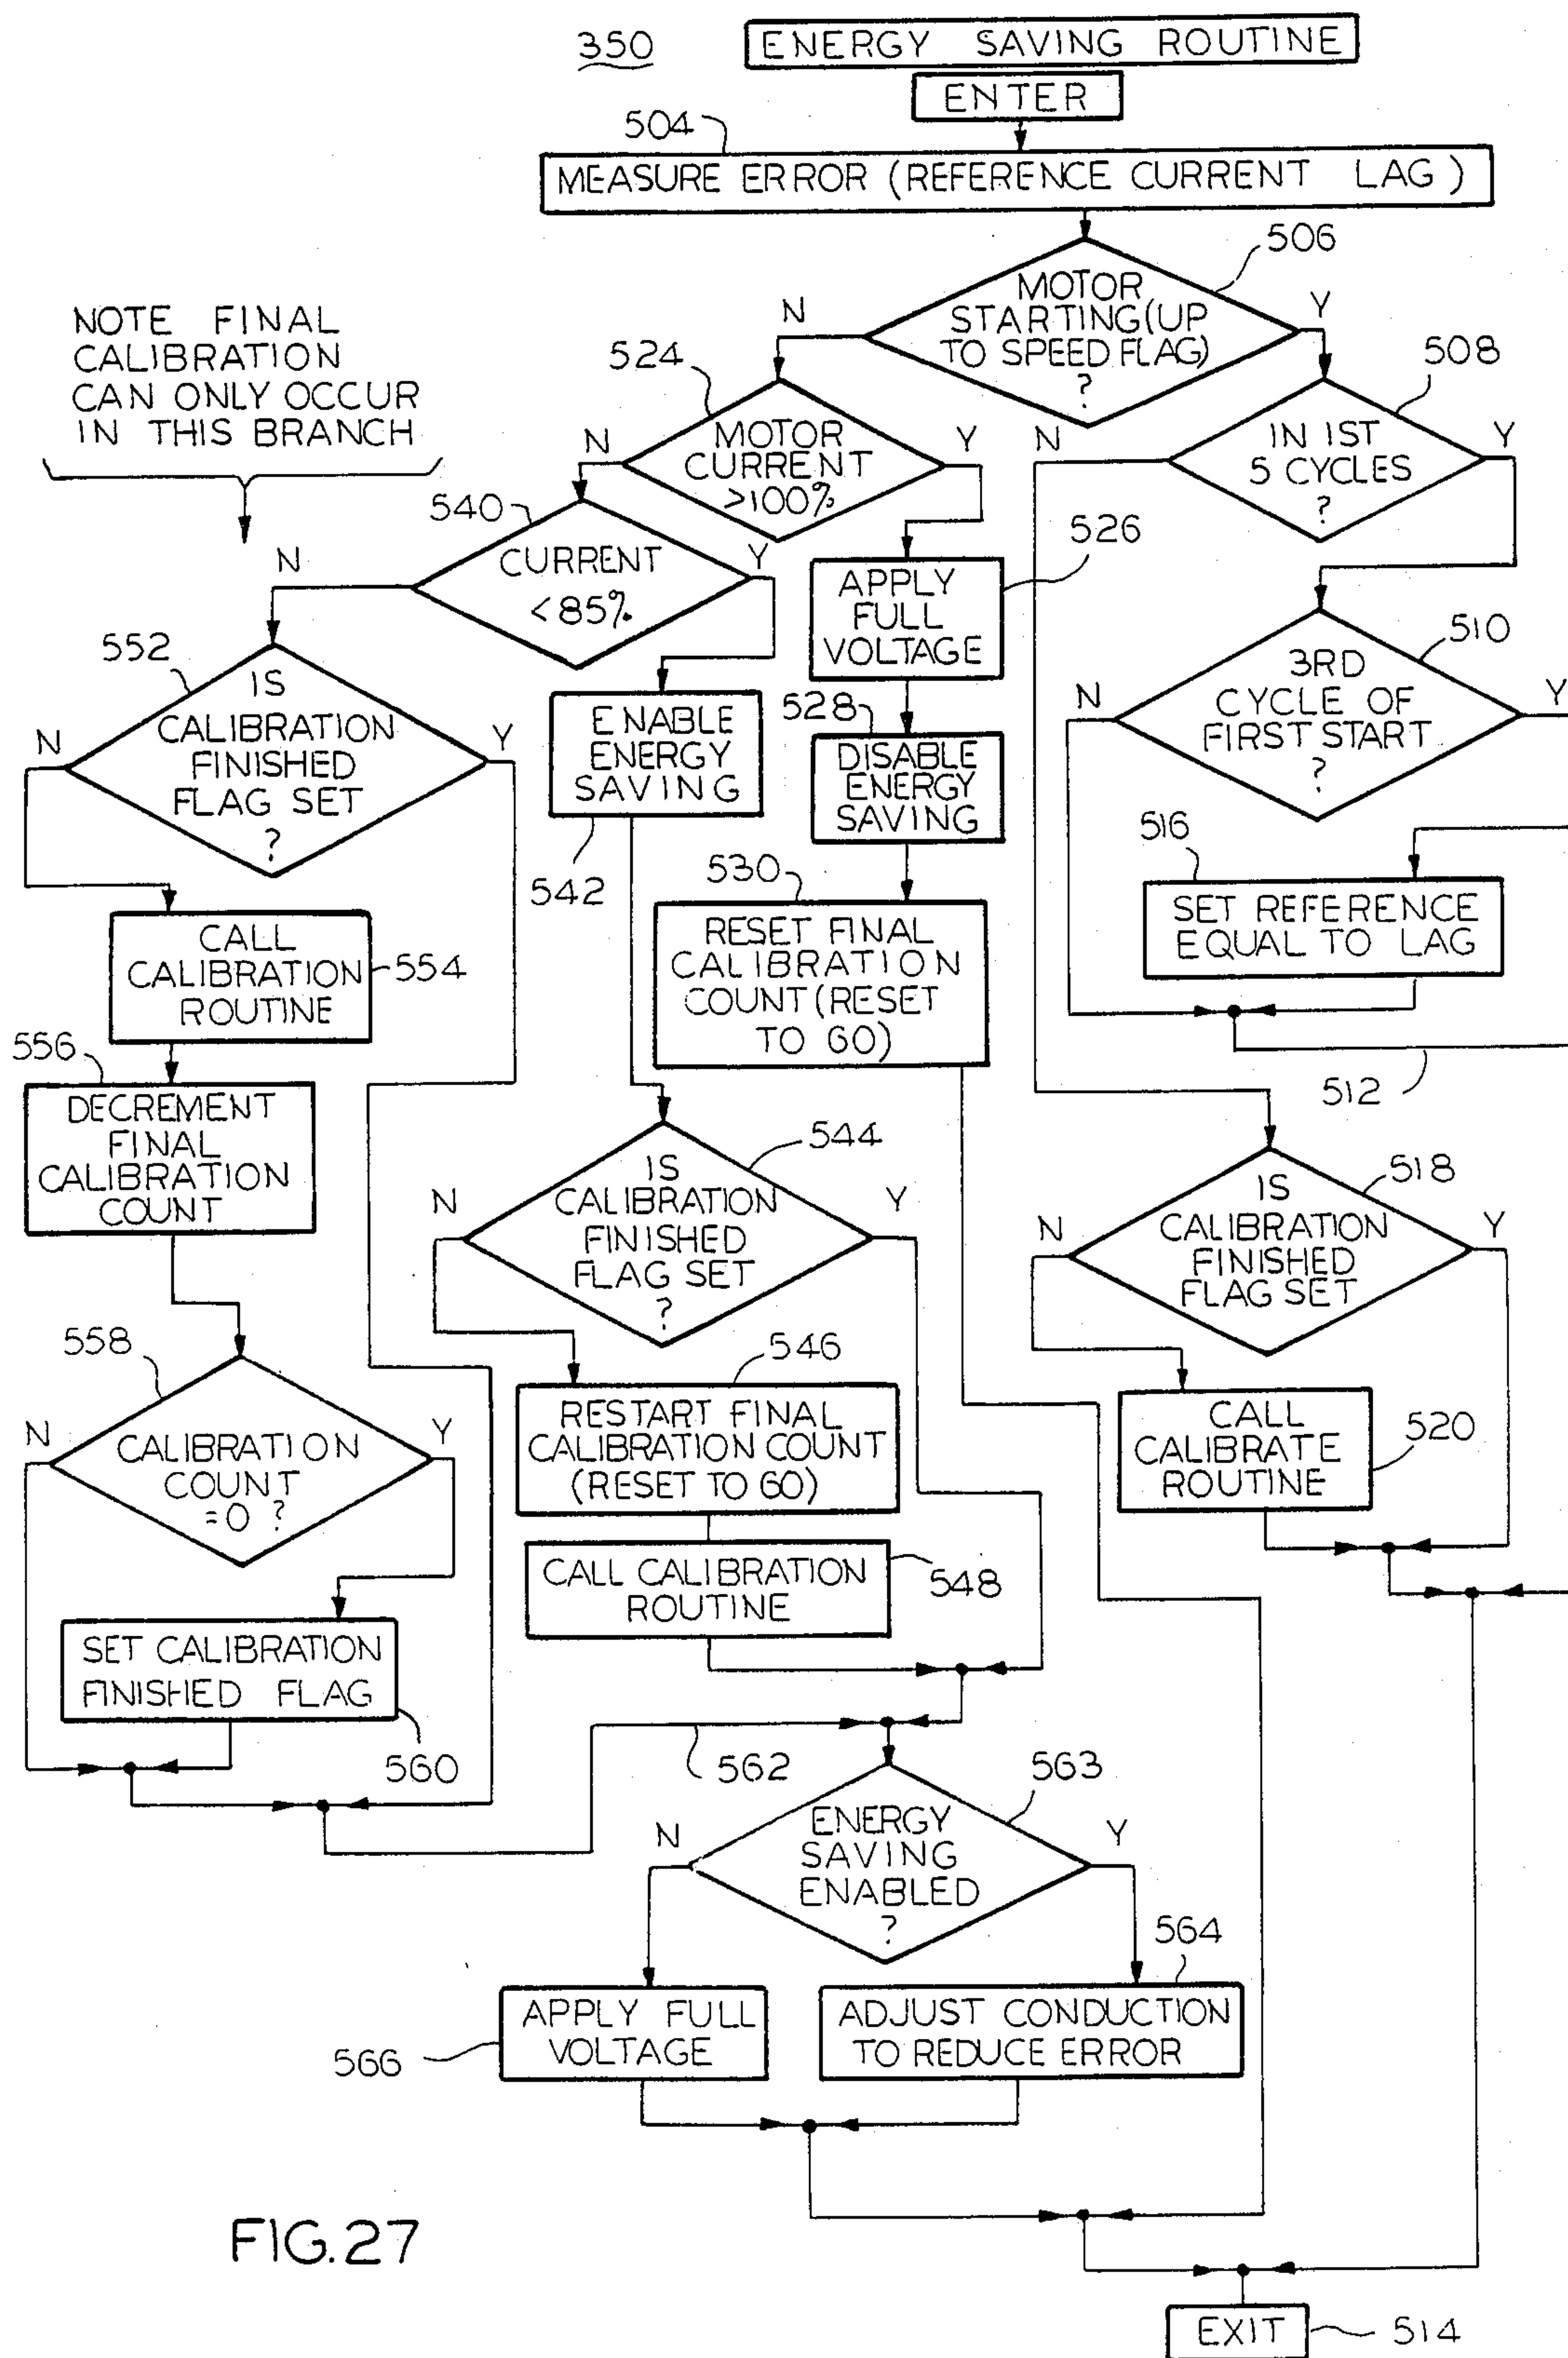 350
ENERGY SAVING ROUTINE
ENTER
504
MEASURE ERROR (REFERENCE CURRENT LAG)
506
MOTOR
STARTING (UP
TO SPEED FLAG)
?
N
Y
NOTE FINAL
CALIBRATION
CAN ONLY OCCUR
IN THIS BRANCH
524
MOTOR
CURRENT
>100%
N
Y
508
IN 1ST
5 CYCLES
?
N
Y
540
CURRENT
<85%
N
Y
526
APPLY
FULL
VOLTAGE
510
3RD
CYCLE OF
FIRST START
?
N
Y
552
IS
CALIBRATION
FINISHED
FLAG SET
?
N
Y
ENABLE
ENERGY
SAVING
542
528
DISABLE
ENERGY
SAVING
516
SET REFERENCE
EQUAL TO LAG
512
530
RESET FINAL
CALIBRATION
COUNT (RESET
TO 60)
CALL
CALIBRATION
ROUTINE
554
556
DECREMENT
FINAL
CALIBRATION
COUNT
544
IS
CALIBRATION
FINISHED
FLAG SET
?
N
Y
518
IS
CALIBRATION
FINISHED
FLAG SET
N
Y
558
CALIBRATION
COUNT
=0 ?
N
Y
546
RESTART FINAL
CALIBRATION COUNT
(RESET TO 60)
CALL
CALIBRATE
ROUTINE
520
CALL CALIBRATION
ROUTINE
548
SET CALIBRATION
FINISHED FLAG
560
562
563
ENERGY
SAVING
ENABLED
?
N
Y
564
APPLY FULL
VOLTAGE
566
ADJUST CONDUCTION
TO REDUCE ERROR
FIG.27
EXIT
514